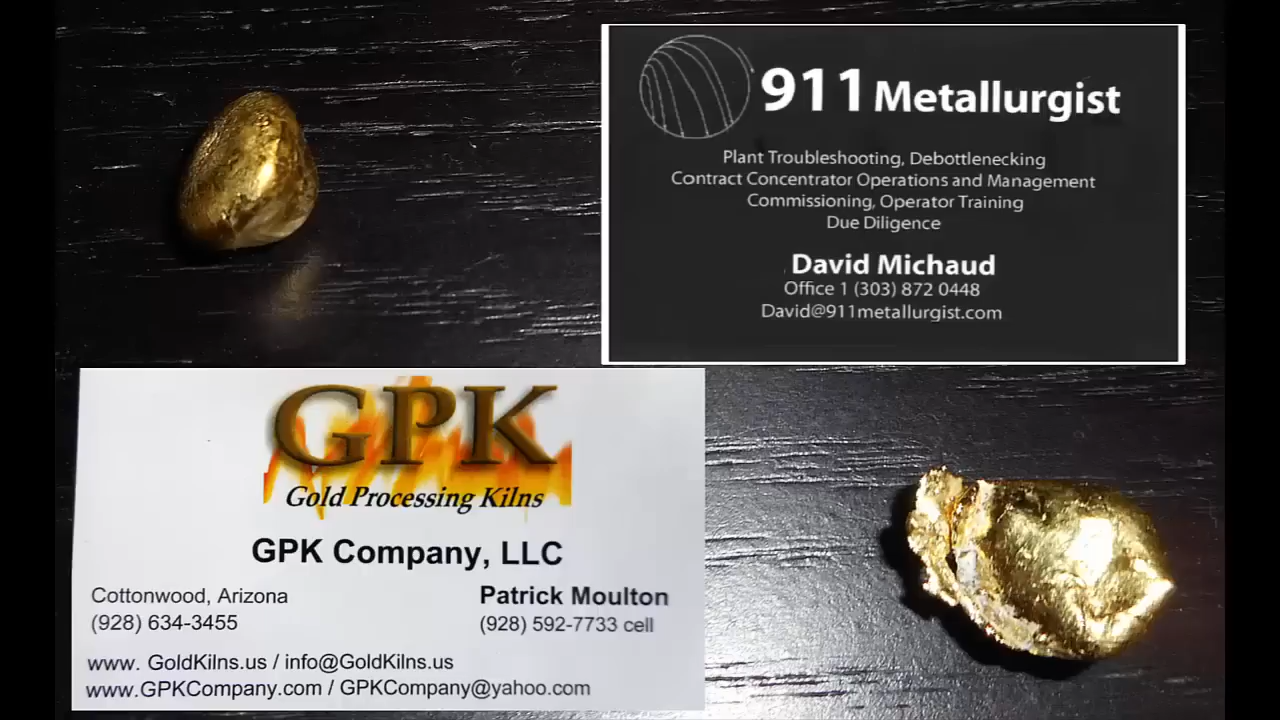 911 Metallurgist
Plant Troubleshooting, Debottlenecking
Contract Concentrator Operations and Management
Commissioning, Operator Training
Due Diligence
David Michaud
Office 1 (303) 872 0448
David@911metallurgist.com
GPK
Gold Processing Kilns
GPK Company, LLC
Cottonwood, Arizona
(928) 634-3455
Patrick Moulton
(928) 592-7733 cell
www. GoldKilns.us / info@GoldKilns.us
www.GPKCompany.com / GPKCompany@yahoo.com